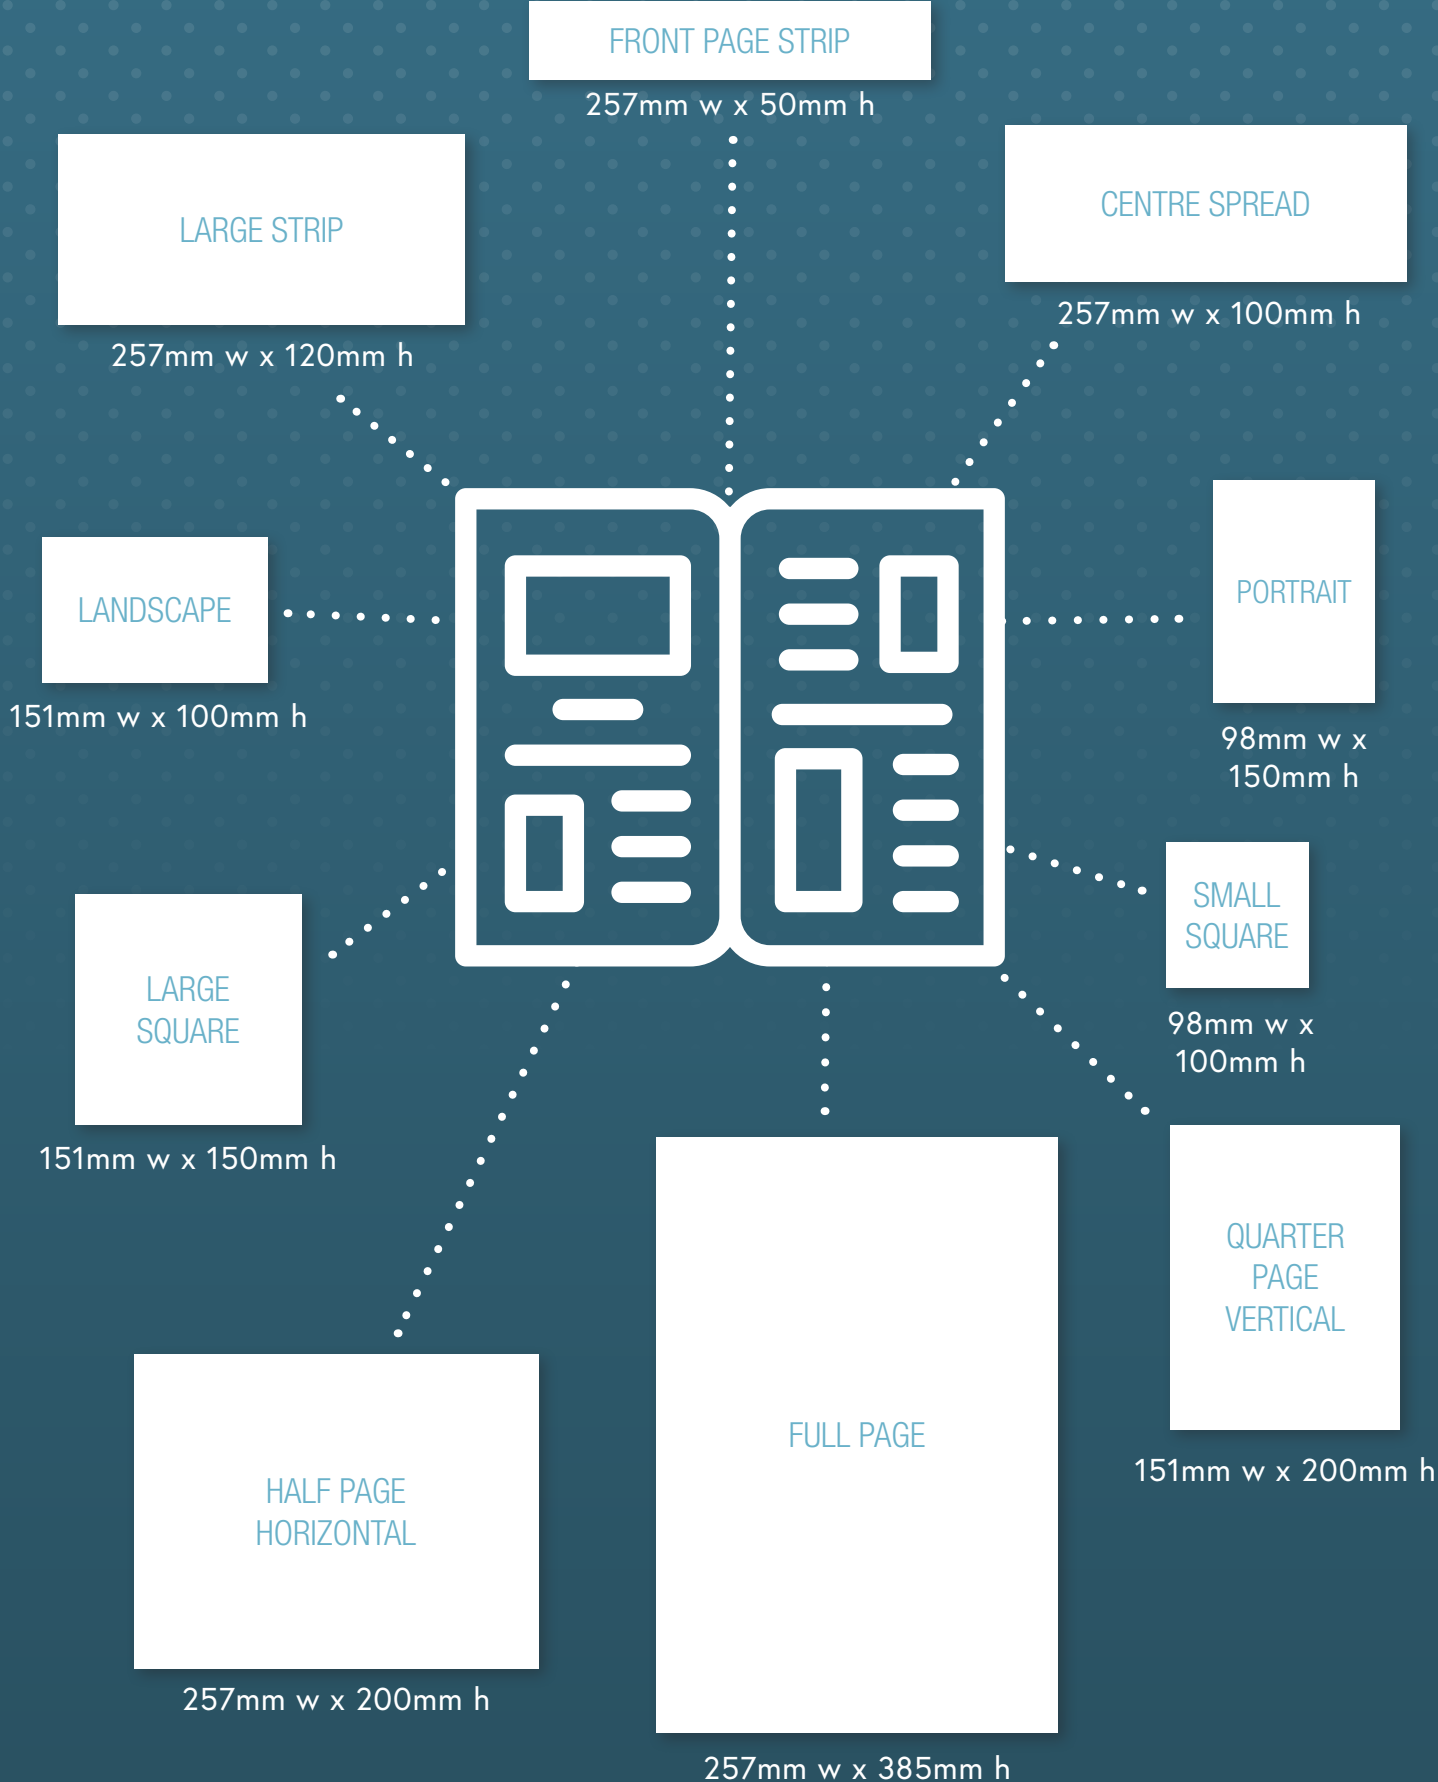 FRONT PAGE STRIP
257mm w x 50mm h
LARGE STRIP
257mm w x 120mm h
CENTRE SPREAD
257mm w x 100mm h
LANDSCAPE
151mm w x 100mm h
PORTRAIT
98mm w x
150mm h
SMALL
SQUARE
98mm w x
100mm h
LARGE
SQUARE
151mm w x 150mm h
QUARTER
PAGE
VERTICAL
151mm w x 200mm h
FULL PAGE
257mm w x 385mm h
HALF PAGE
HORIZONTAL
257mm w x 200mm h